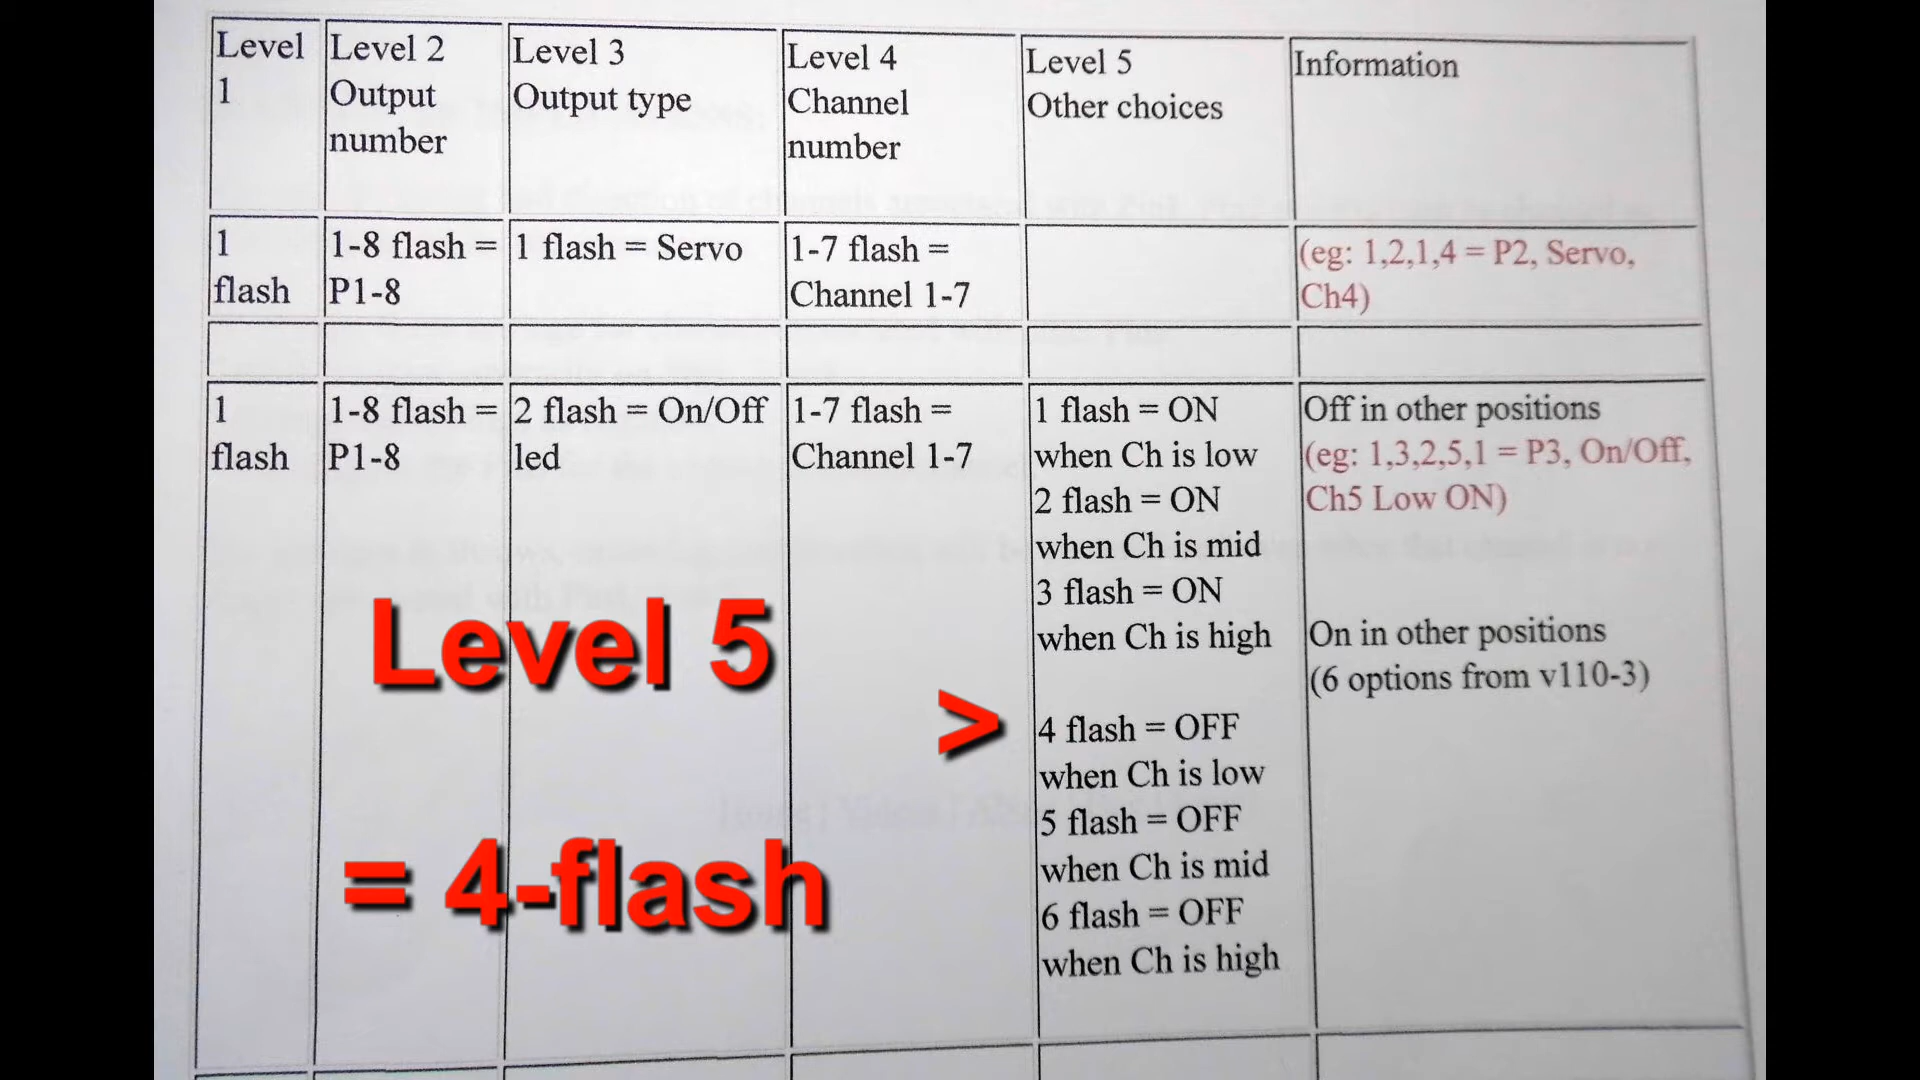 Level
1
Level 2
Output
number
Level 3
Output type
Level 4
Channel
number
Level 5
Other choices
Information
1
flash
1-8 flash =
P1-8
1 flash = Servo
1-7 flash =
Channel 1-7
(eg: 1,2,1,4 = P2, Servo,
Ch4)
1
flash
1-8 flash =
P1-8
2 flash = On/Off
led
1-7 flash =
Channel 1-7
1 flash = ON
when Ch is low
2 flash = ON
when Ch is mid
3 flash = ON
when Ch is high
4 flash = OFF
when Ch is low
5 flash = OFF
when Ch is mid
6 flash = OFF
when Ch is high
Off in other positions
(eg: 1,3,2,5,1 = P3, On/Off,
Ch5 Low ON)
On in other positions
(6 options from v110-3)
Level 5
>
= 4-flash